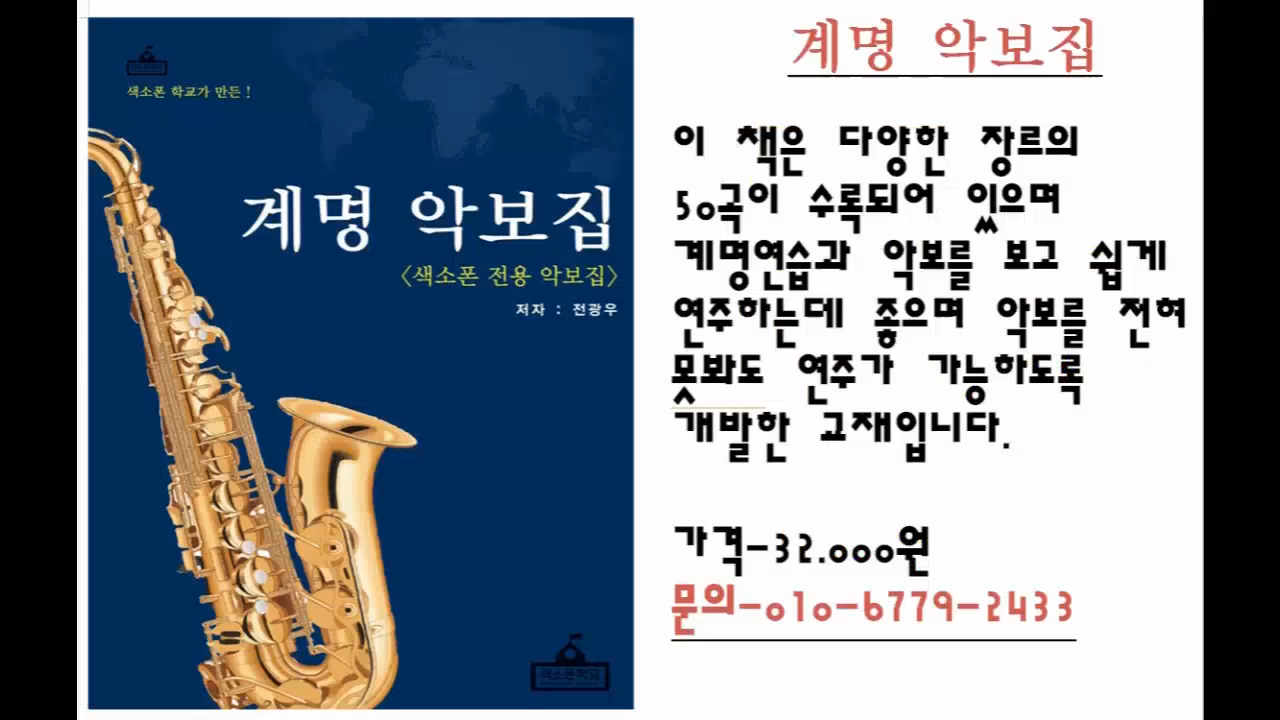 색소폰 학교가 만든!
계명 악보집
<색소폰 전용 악보집>
저자 : 전광우
색소폰학교
계명 악보집
이 책은 다양한 장르의
50곡이 수록되어 있으며
계명연습과 악보를 보고 쉽게
연주하는데 좋으며 악보를 전혀
못봐도 연주가 가능하도록
개발한 교재입니다.
가격-32.000원
문의-010-6779-2433